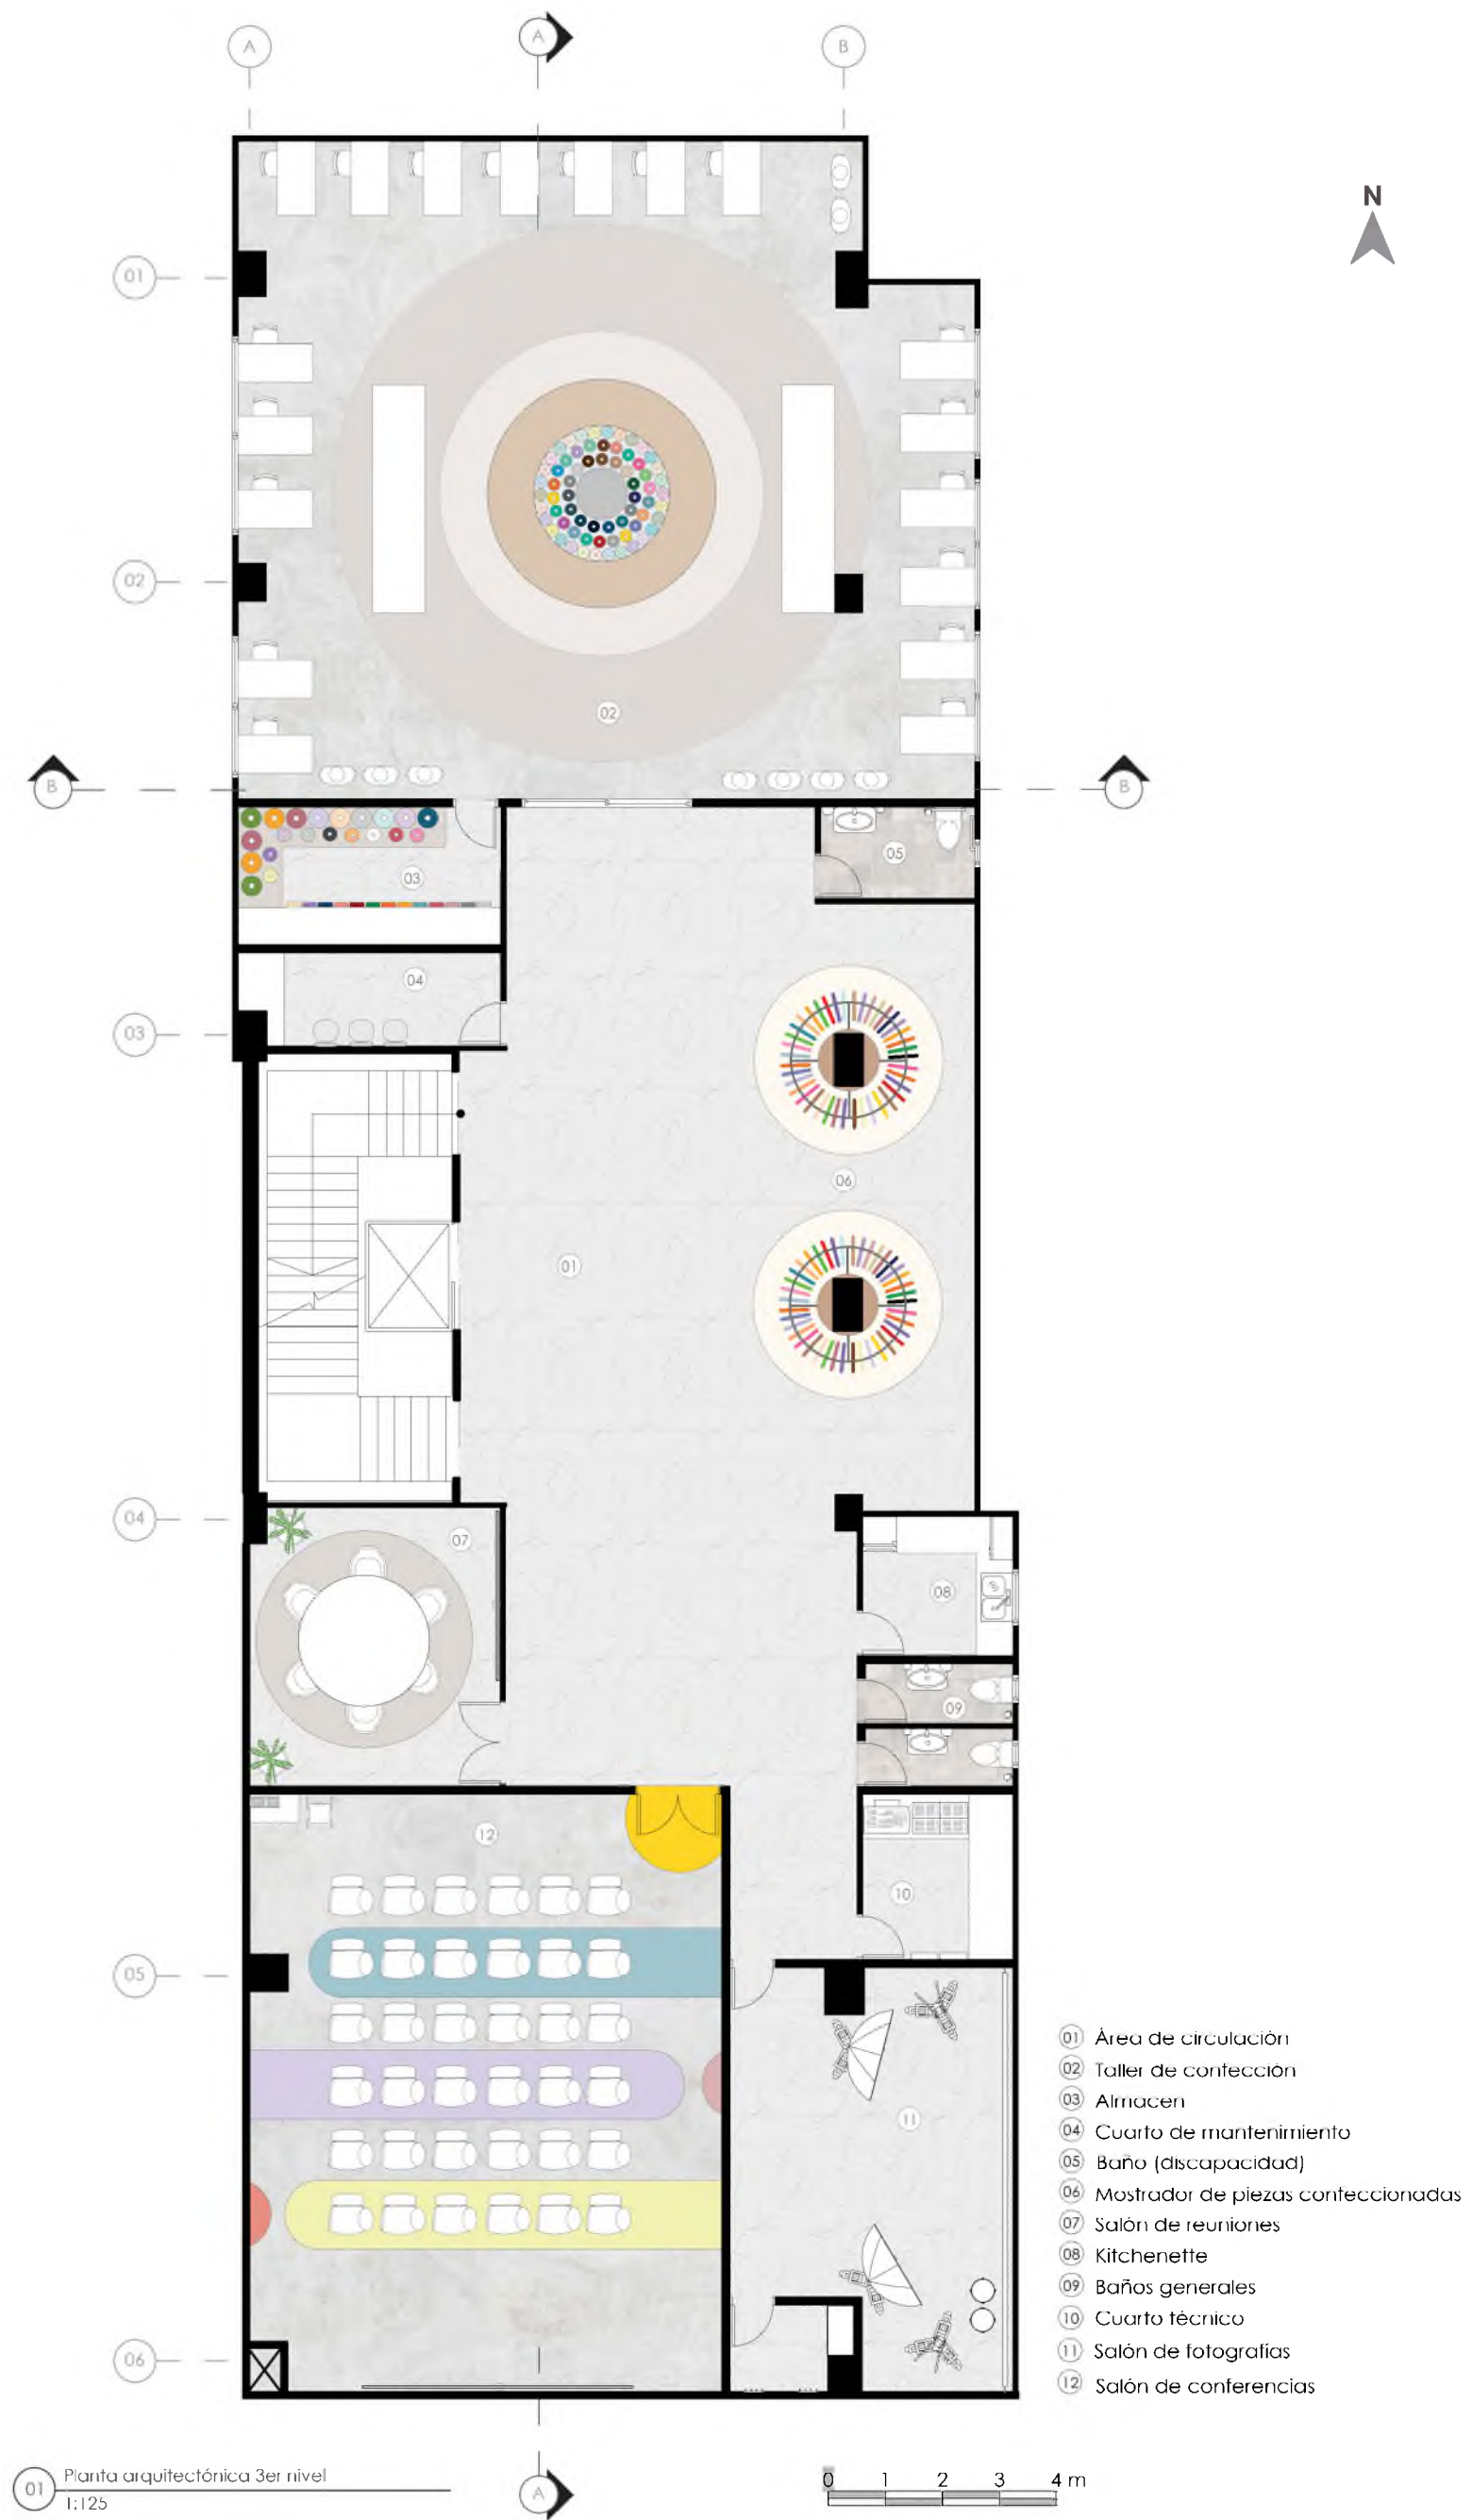 A
A
B
N
01
02
02
B
B
05
03
04
03
06
01
04
07
08
09
12
10
05
11
01 Área de circulación
02 Taller de confección
03 Almacen
04 Cuarto de mantenimiento
05 Baño (discapacidad)
06 Mostrador de piezas confeccionadas
07 Salón de reuniones
08 Kitchenette
09 Baños generales
10 Cuarto técnico
11 Salón de fotografías
12 Salón de conferencias
06
01 Planta arquitectónica 3er nivel
1:125
A
0 1 2 3 4 m